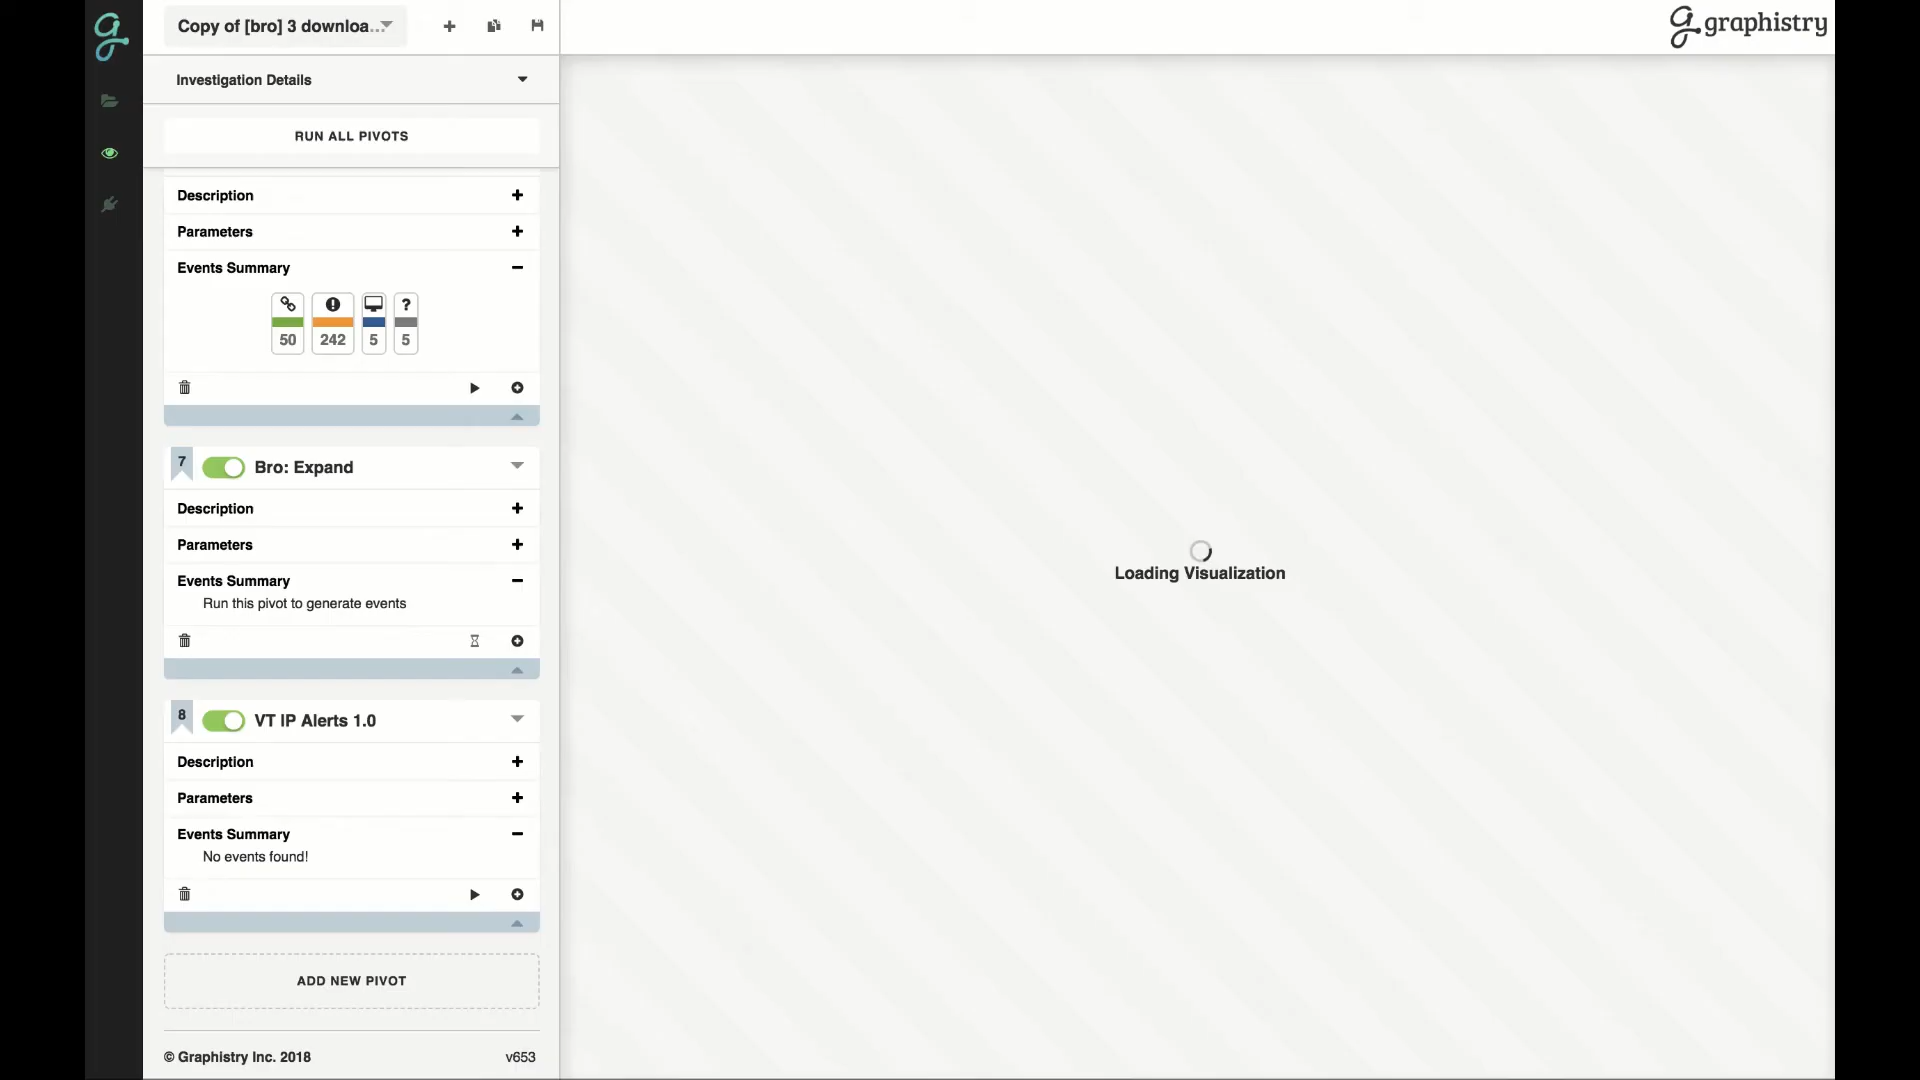 Copy of [bro] 3 downloa...
graphistry
Investigation Details
RUN ALL PIVOTS
Description
Parameters
Events Summary
?
50 242 5 5
7 Bro: Expand
Description
Parameters
Events Summary
Run this pivot to generate events
Loading Visualization
8 VT IP Alerts 1.0
Description
Parameters
Events Summary
No events found!
ADD NEW PIVOT
© Graphistry Inc. 2018 v653